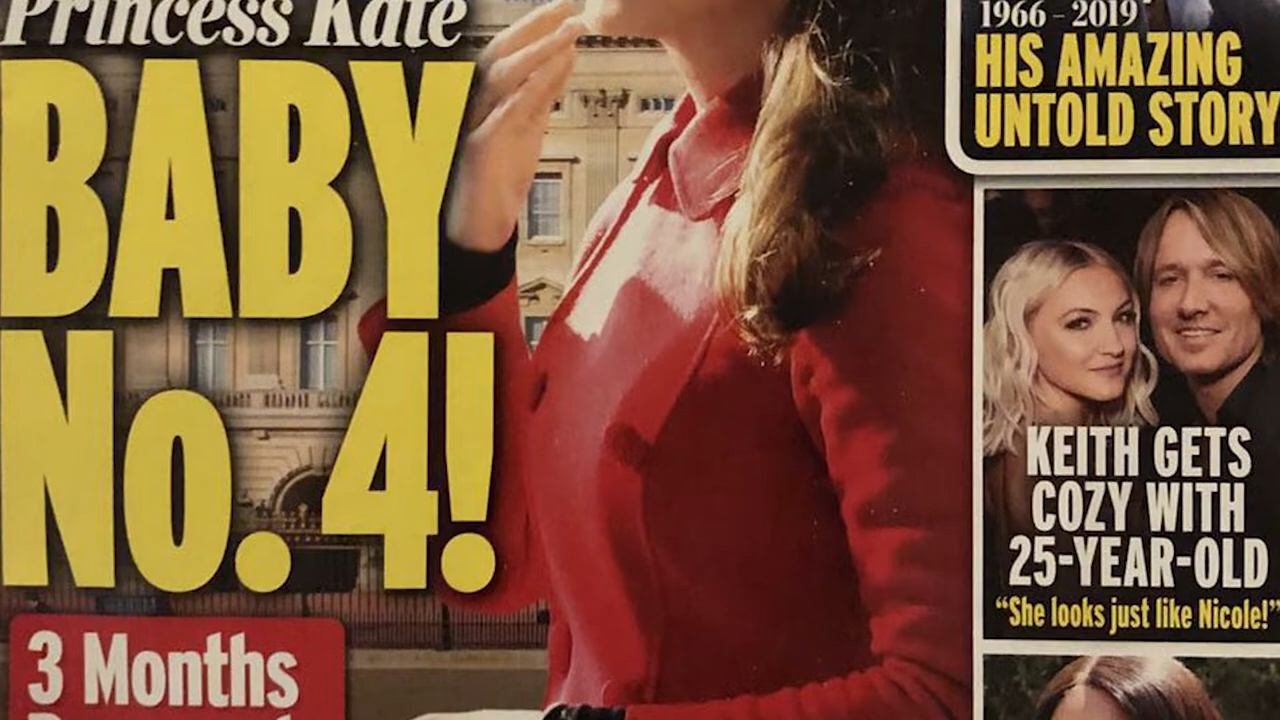 Princess Kate
BABY
No. 4!
3 Months
1966 – 2019
HIS AMAZING
UNTOLD STORY
KEITH GETS
COZY WITH
25-YEAR-OLD
“She looks just like Nicole!”